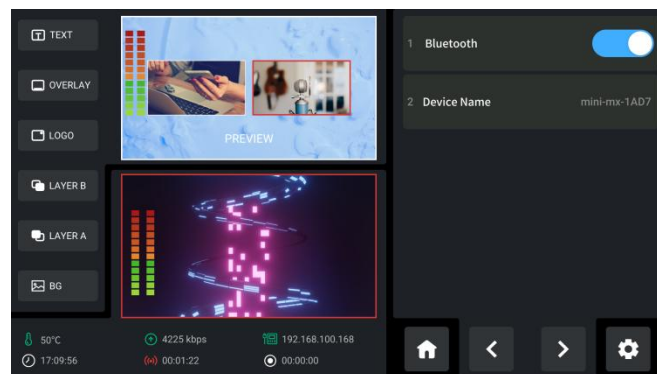 TEXT
OVERLAY
LOGO
LAYER B
LAYER A
BG
PREVIEW
50°C
4225 kbps
192.168.100.168
17:09:56
00:01:22
00:00:00
1 Bluetooth
2 Device Name mini-mx-1AD7